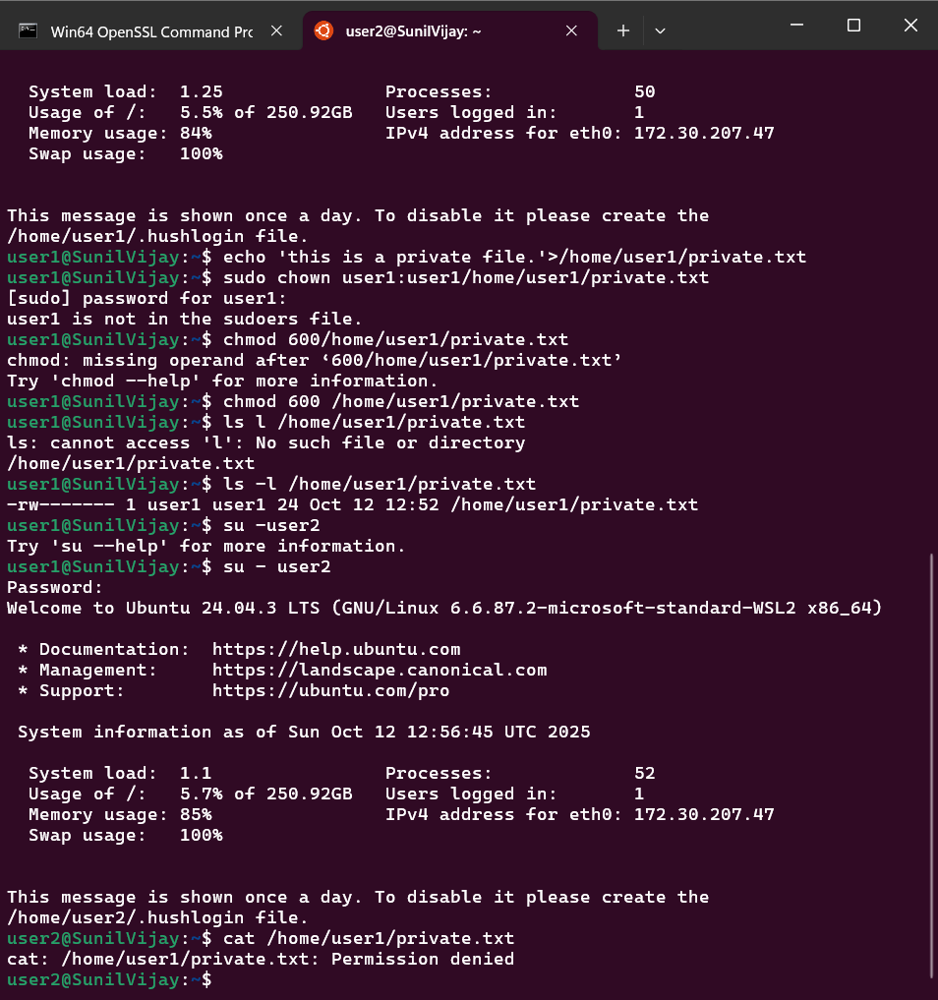 Win64 OpenSSL Command Prc
user2@SunilVijay: ~
System load: 1.25 Processes: 50
Usage of /: 5.5% of 250.92GB Users logged in: 1
Memory usage: 84% IPv4 address for eth0: 172.30.207.47
Swap usage: 100%
This message is shown once a day. To disable it please create the
/home/user1/.hushlogin file.
user1@SunilVijay:~$ echo 'this is a private file.'>/home/user1/private.txt
user1@SunilVijay:~$ sudo chown user1:user1/home/user1/private.txt
[sudo] password for user1:
user1 is not in the sudoers file.
user1@SunilVijay:~$ chmod 600/home/user1/private.txt
chmod: missing operand after ‘600/home/user1/private.txt’
Try 'chmod --help' for more information.
user1@SunilVijay:~$ chmod 600 /home/user1/private.txt
user1@SunilVijay:~$ ls l /home/user1/private.txt
ls: cannot access 'l': No such file or directory
/home/user1/private.txt
user1@SunilVijay:~$ ls -l /home/user1/private.txt
-rw------- 1 user1 user1 24 Oct 12 12:52 /home/user1/private.txt
user1@SunilVijay:~$ su -user2
Try 'su --help' for more information.
user1@SunilVijay:~$ su - user2
Password:
Welcome to Ubuntu 24.04.3 LTS (GNU/Linux 6.6.87.2-microsoft-standard-WSL2 x86_64)
* Documentation: https://help.ubuntu.com
* Management: https://landscape.canonical.com
* Support: https://ubuntu.com/pro
System information as of Sun Oct 12 12:56:45 UTC 2025
System load: 1.1 Processes: 52
Usage of /: 5.7% of 250.92GB Users logged in: 1
Memory usage: 85% IPv4 address for eth0: 172.30.207.47
Swap usage: 100%
This message is shown once a day. To disable it please create the
/home/user2/.hushlogin file.
user2@SunilVijay:~$ cat /home/user1/private.txt
cat: /home/user1/private.txt: Permission denied
user2@SunilVijay:~$